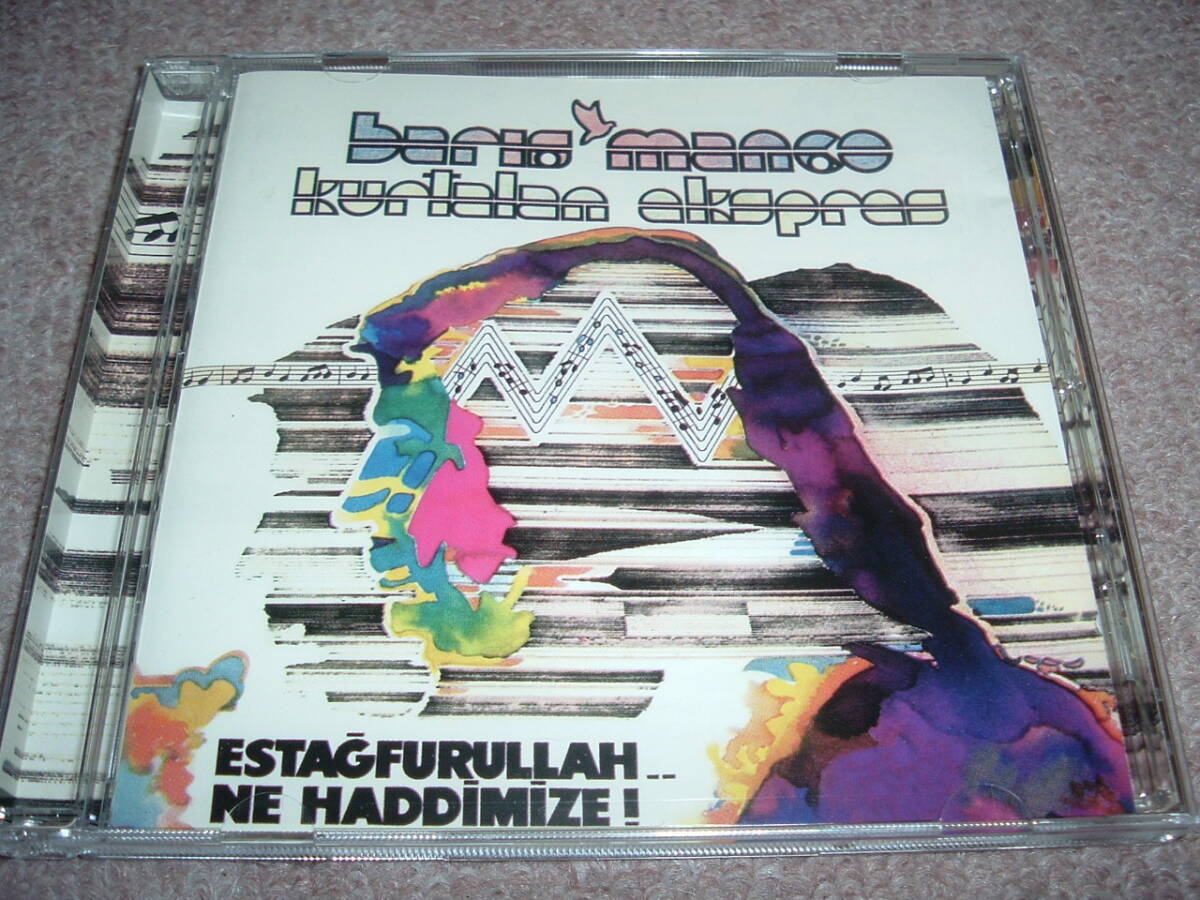 barış manço
kurtalan ekspres
ESTAĞFURULLAH..
NE HADDİMİZE!